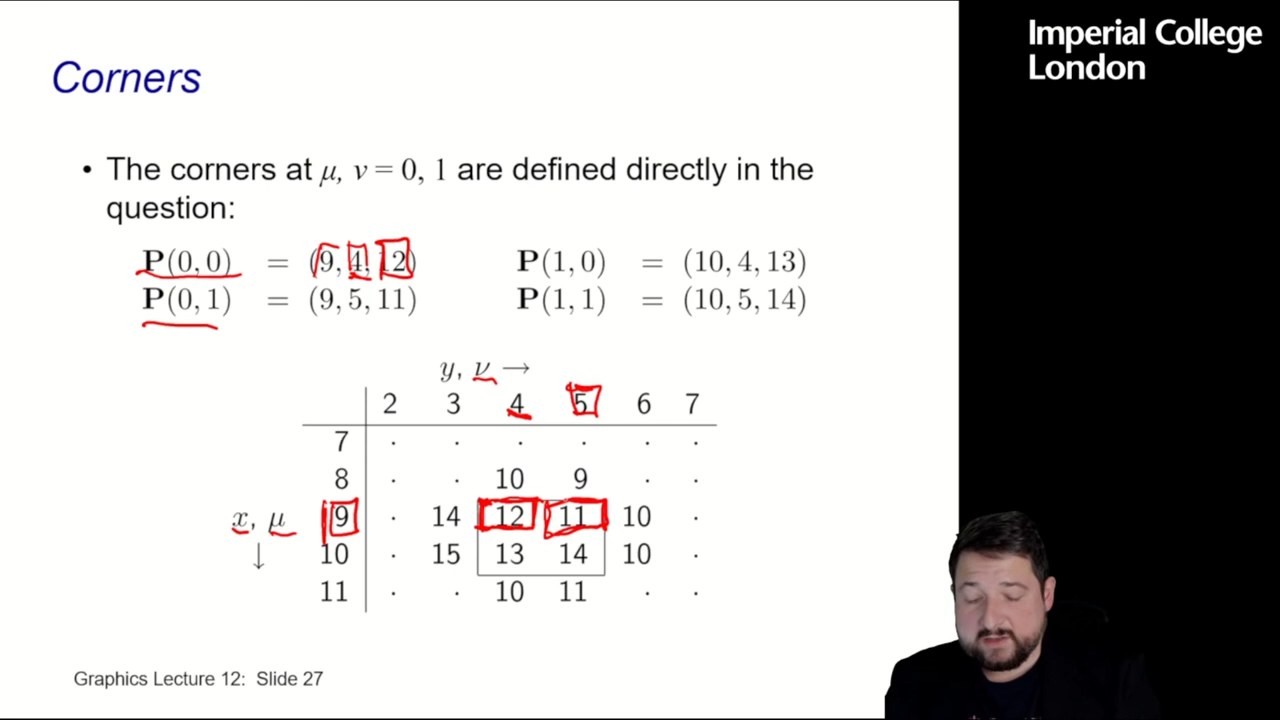 Imperial College
London
Corners
• The corners at μ, ν = 0, 1 are defined directly in the
question:
P(0, 0) = (9, 4, 12) P(1, 0) = (10, 4, 13)
P(0, 1) = (9, 5, 11) P(1, 1) = (10, 5, 14)
y, ν →
2 3 4 5 6 7
7 · · · · · ·
8 · · 10 9 · ·
x, μ 9 · 14 12 11 10 ·
↓ 10 · 15 13 14 10 ·
11 · · 10 11 · ·
Graphics Lecture 12: Slide 27